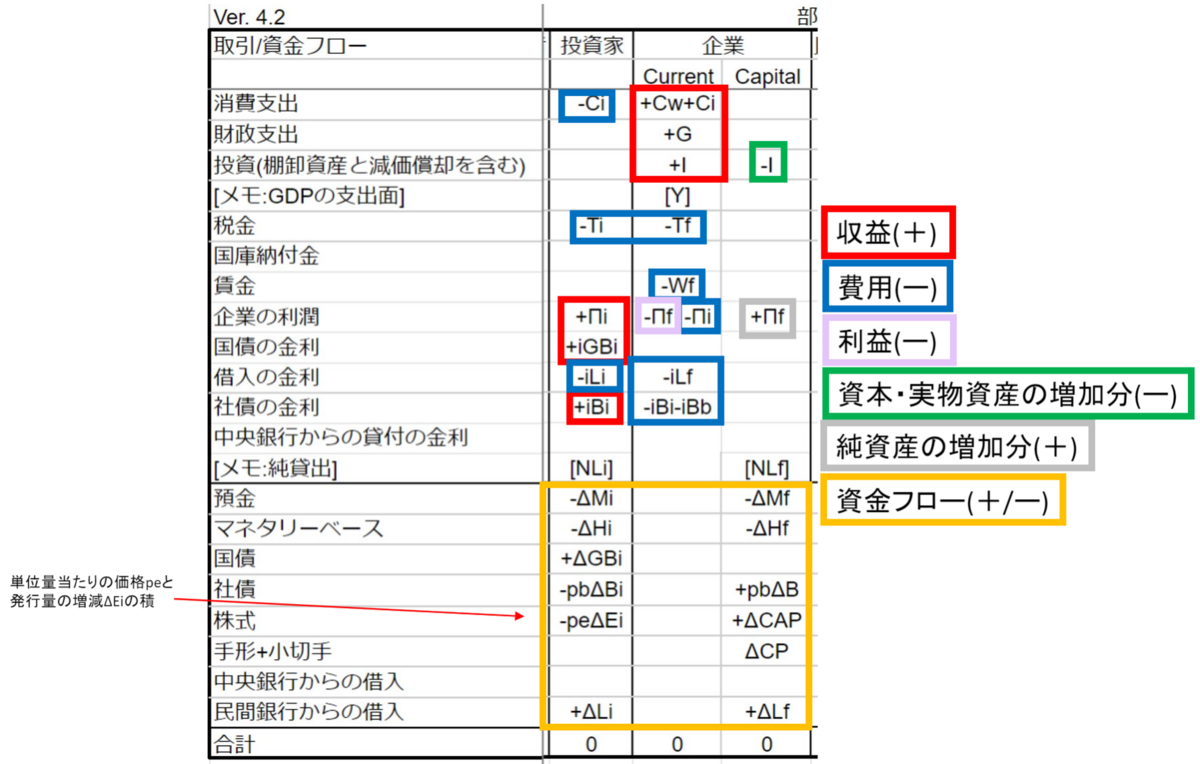 Ver. 4.2 部
取引/資金フロー 投資家 企業
Current Capital
消費支出 -Ci +Cw+Ci
財政支出 +G
投資(棚卸資産と減価償却を含む) +I -I
[メモ:GDPの支出面] [Y]
税金 -Ti -Tf
国庫納付金
賃金 -Wf
企業の利潤 +Πi -Πf -Πi +Πf
国債の金利 +iGBi
借入の金利 -iLi -iLf
社債の金利 +iBi -iBi-iBb
中央銀行からの貸付の金利
[メモ:純貸出] [NLi] [NLf]
預金 -ΔMi -ΔMf
マネタリーベース -ΔHi -ΔHf
国債 +ΔGBi
社債 -pbΔBi +pbΔB
株式 -peΔEi +ΔCAP
手形+小切手 ΔCP
中央銀行からの借入
民間銀行からの借入 +ΔLi +ΔLf
合計 0 0 0
収益(＋)
費用(ー)
利益(ー)
資本・実物資産の増加分(ー)
純資産の増加分(＋)
資金フロー(＋/ー)
単位量当たりの価格peと
発行量の増減ΔEiの積